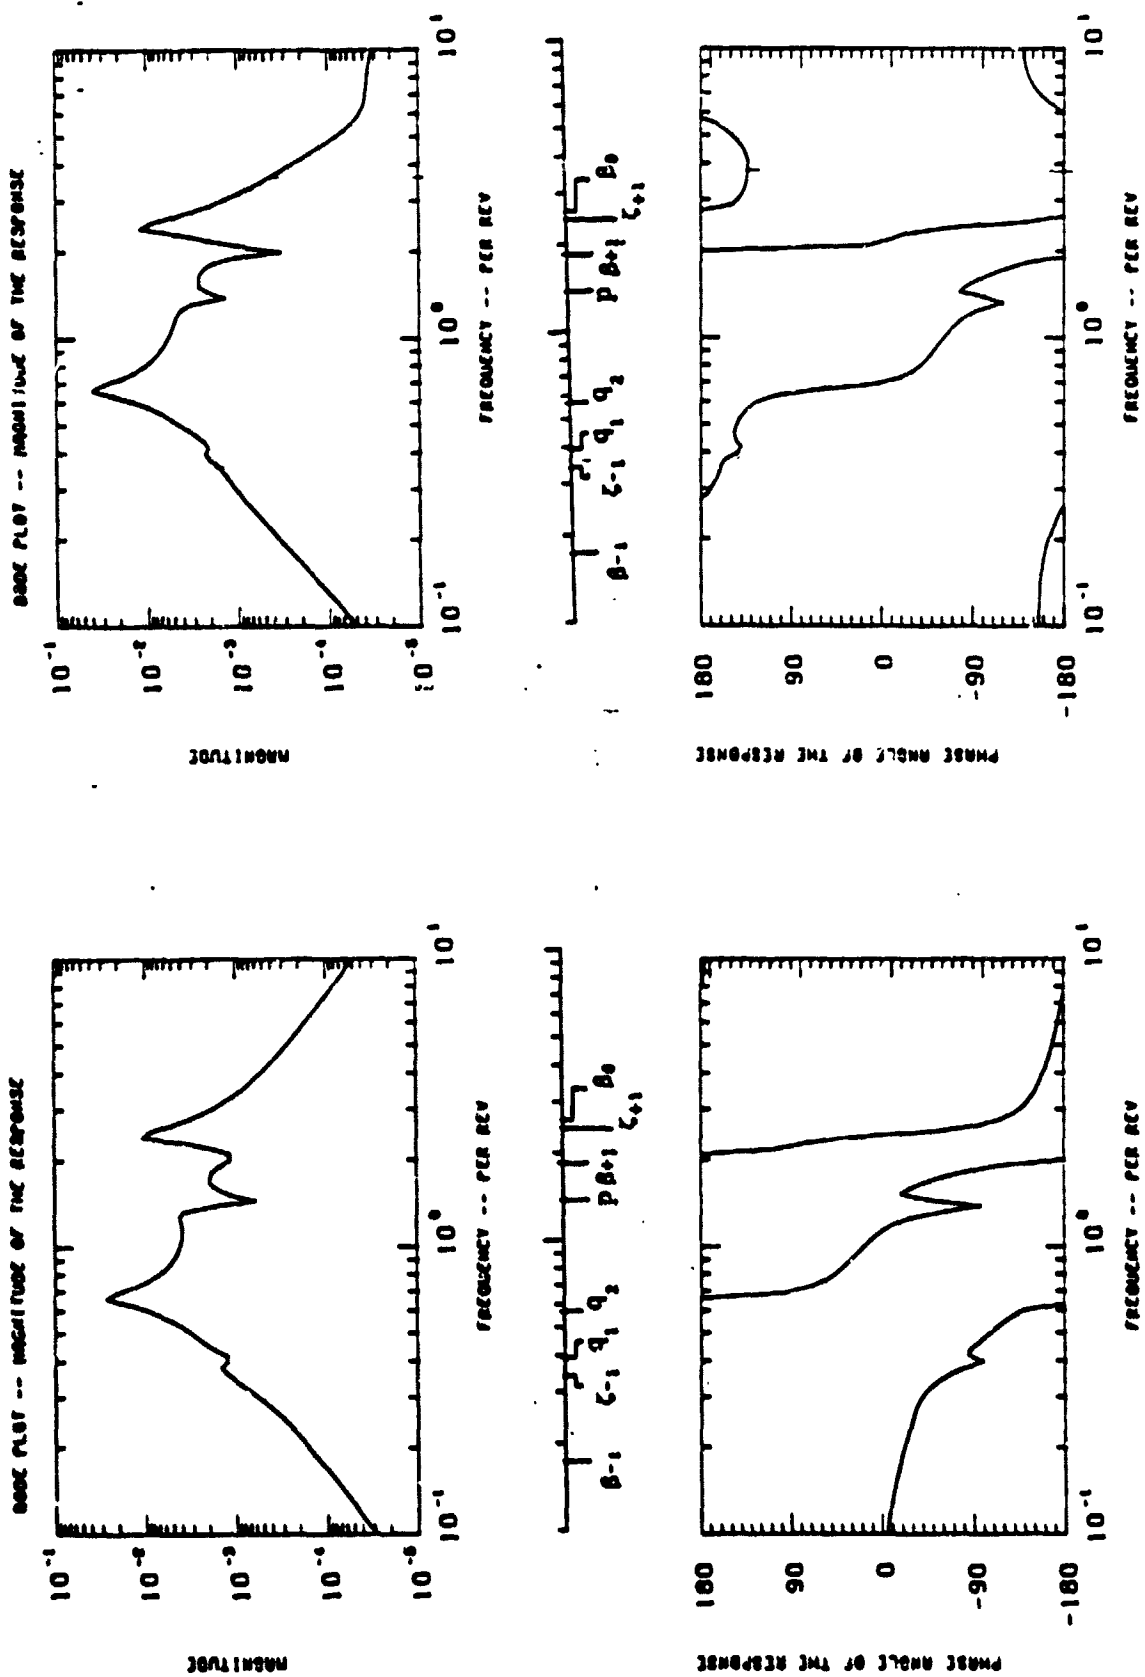 BODE PLOT -- MAGNITUDE OF THE RESPONSE
MAGNITUDE
10⁻¹
10⁻²
10⁻³
10⁻⁴
10⁻⁵
10⁻¹
10⁰
10¹
FREQUENCY -- PER REV
β-1
ζ-1
q₁
q₂
p
β+1
ζ+1
β₀
PHASE ANGLE OF THE RESPONSE
180
90
0
-90
-180
10⁻¹
10⁰
10¹
FREQUENCY -- PER REV
BODE PLOT -- MAGNITUDE OF THE RESPONSE
MAGNITUDE
10⁻¹
10⁻²
10⁻³
10⁻⁴
10⁻⁵
10⁻¹
10⁰
10¹
FREQUENCY -- PER REV
β-1
ζ-1
q₁
q₂
p
β+1
ζ+1
β₀
PHASE ANGLE OF THE RESPONSE
180
90
0
-90
-180
10⁻¹
10⁰
10¹
FREQUENCY -- PER REV